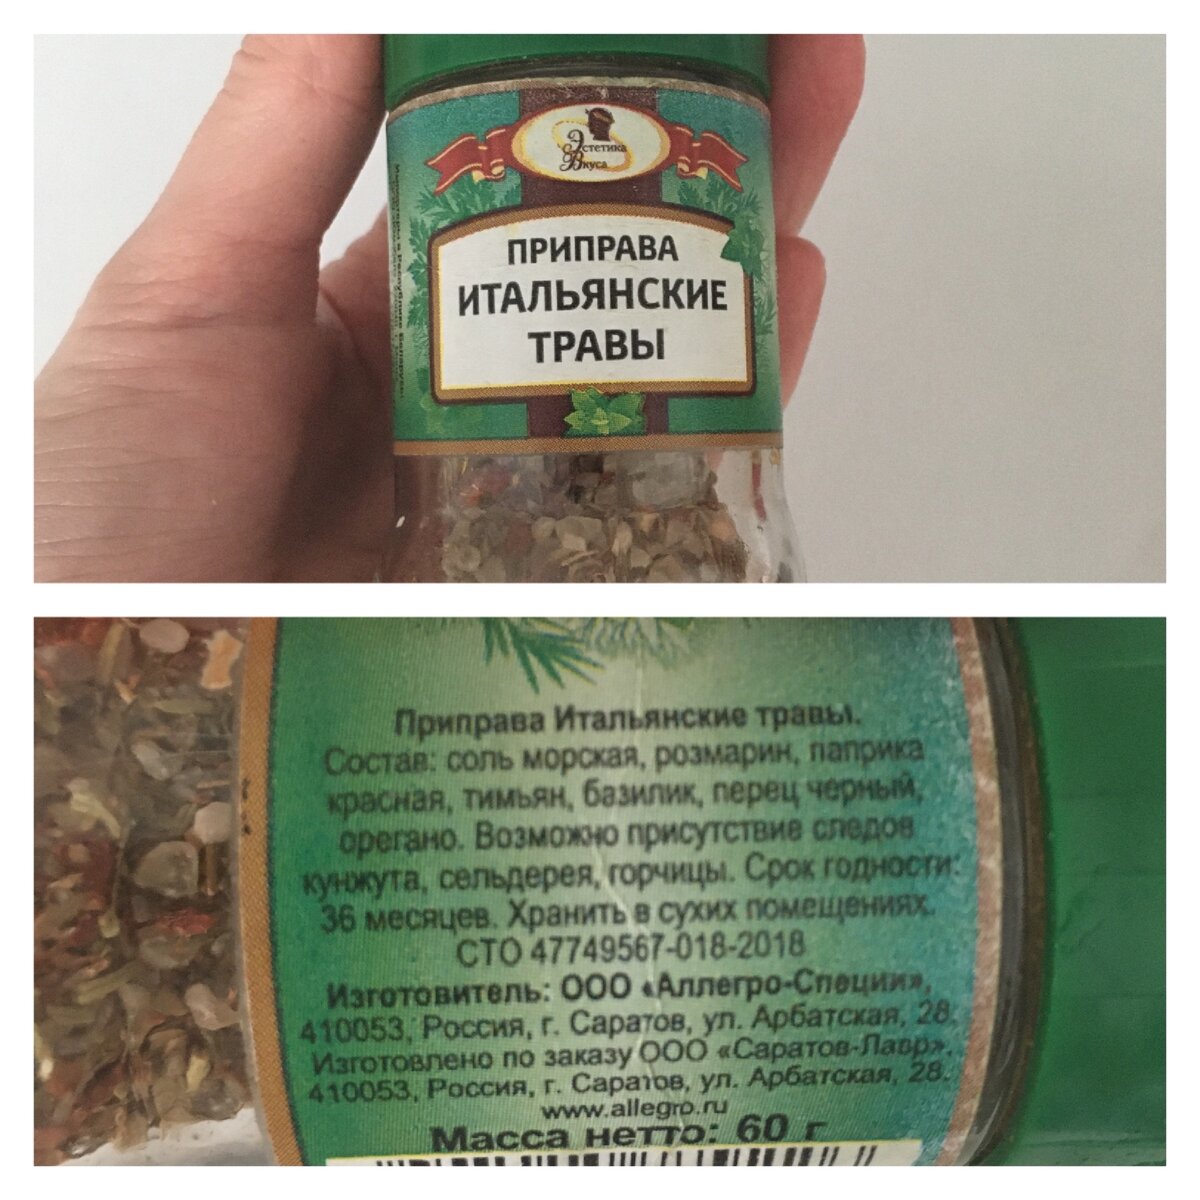 Эстетика
Вкуса
ПРИПРАВА
ИТАЛЬЯНСКИЕ
ТРАВЫ
Импортеры в Республике Беларусь:
Приправа Итальянские травы.
Состав: соль морская, розмарин, паприка
красная, тимьян, базилик, перец черный,
орегано. Возможно присутствие следов
кунжута, сельдерея, горчицы. Срок годности:
36 месяцев. Хранить в сухих помещениях.
СТО 47749567-018-2018
Изготовитель: ООО «Аллегро-Специи»,
410053, Россия, г. Саратов, ул. Арбатская, 28.
Изготовлено по заказу ООО «Саратов-Лавр»,
410053, Россия, г. Саратов, ул. Арбатская, 28.
www.allegro.ru
Масса нетто: 60 г